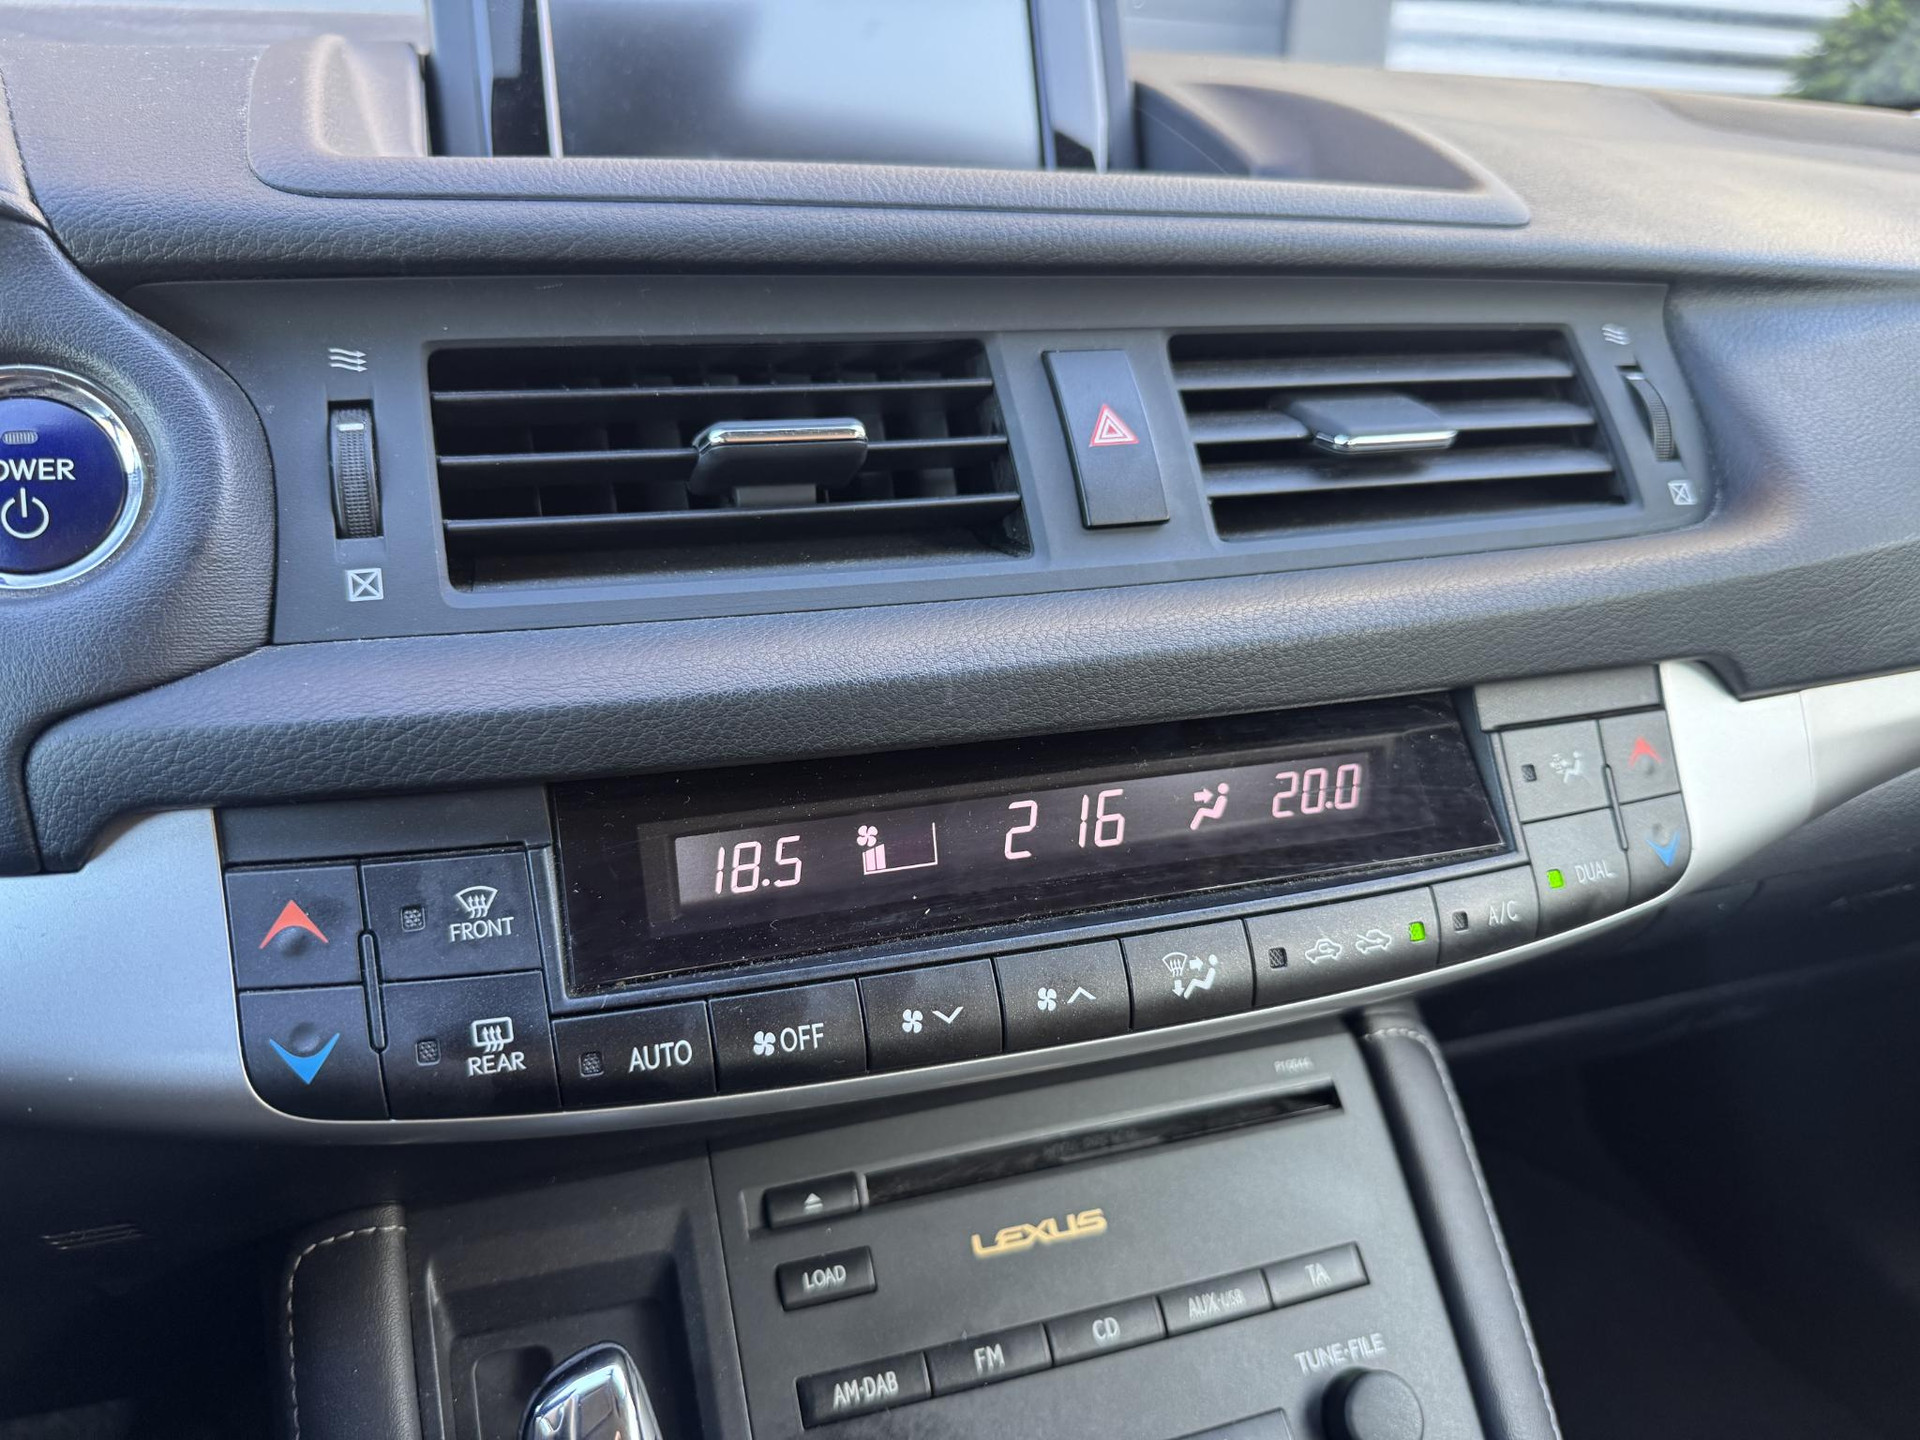 POWER
18.5
2 16
20.0
FRONT
REAR
AUTO
OFF
A/C
DUAL
LEXUS
LOAD
AM·DAB
FM
CD
AUX·USB
TA
TUNE·FILE